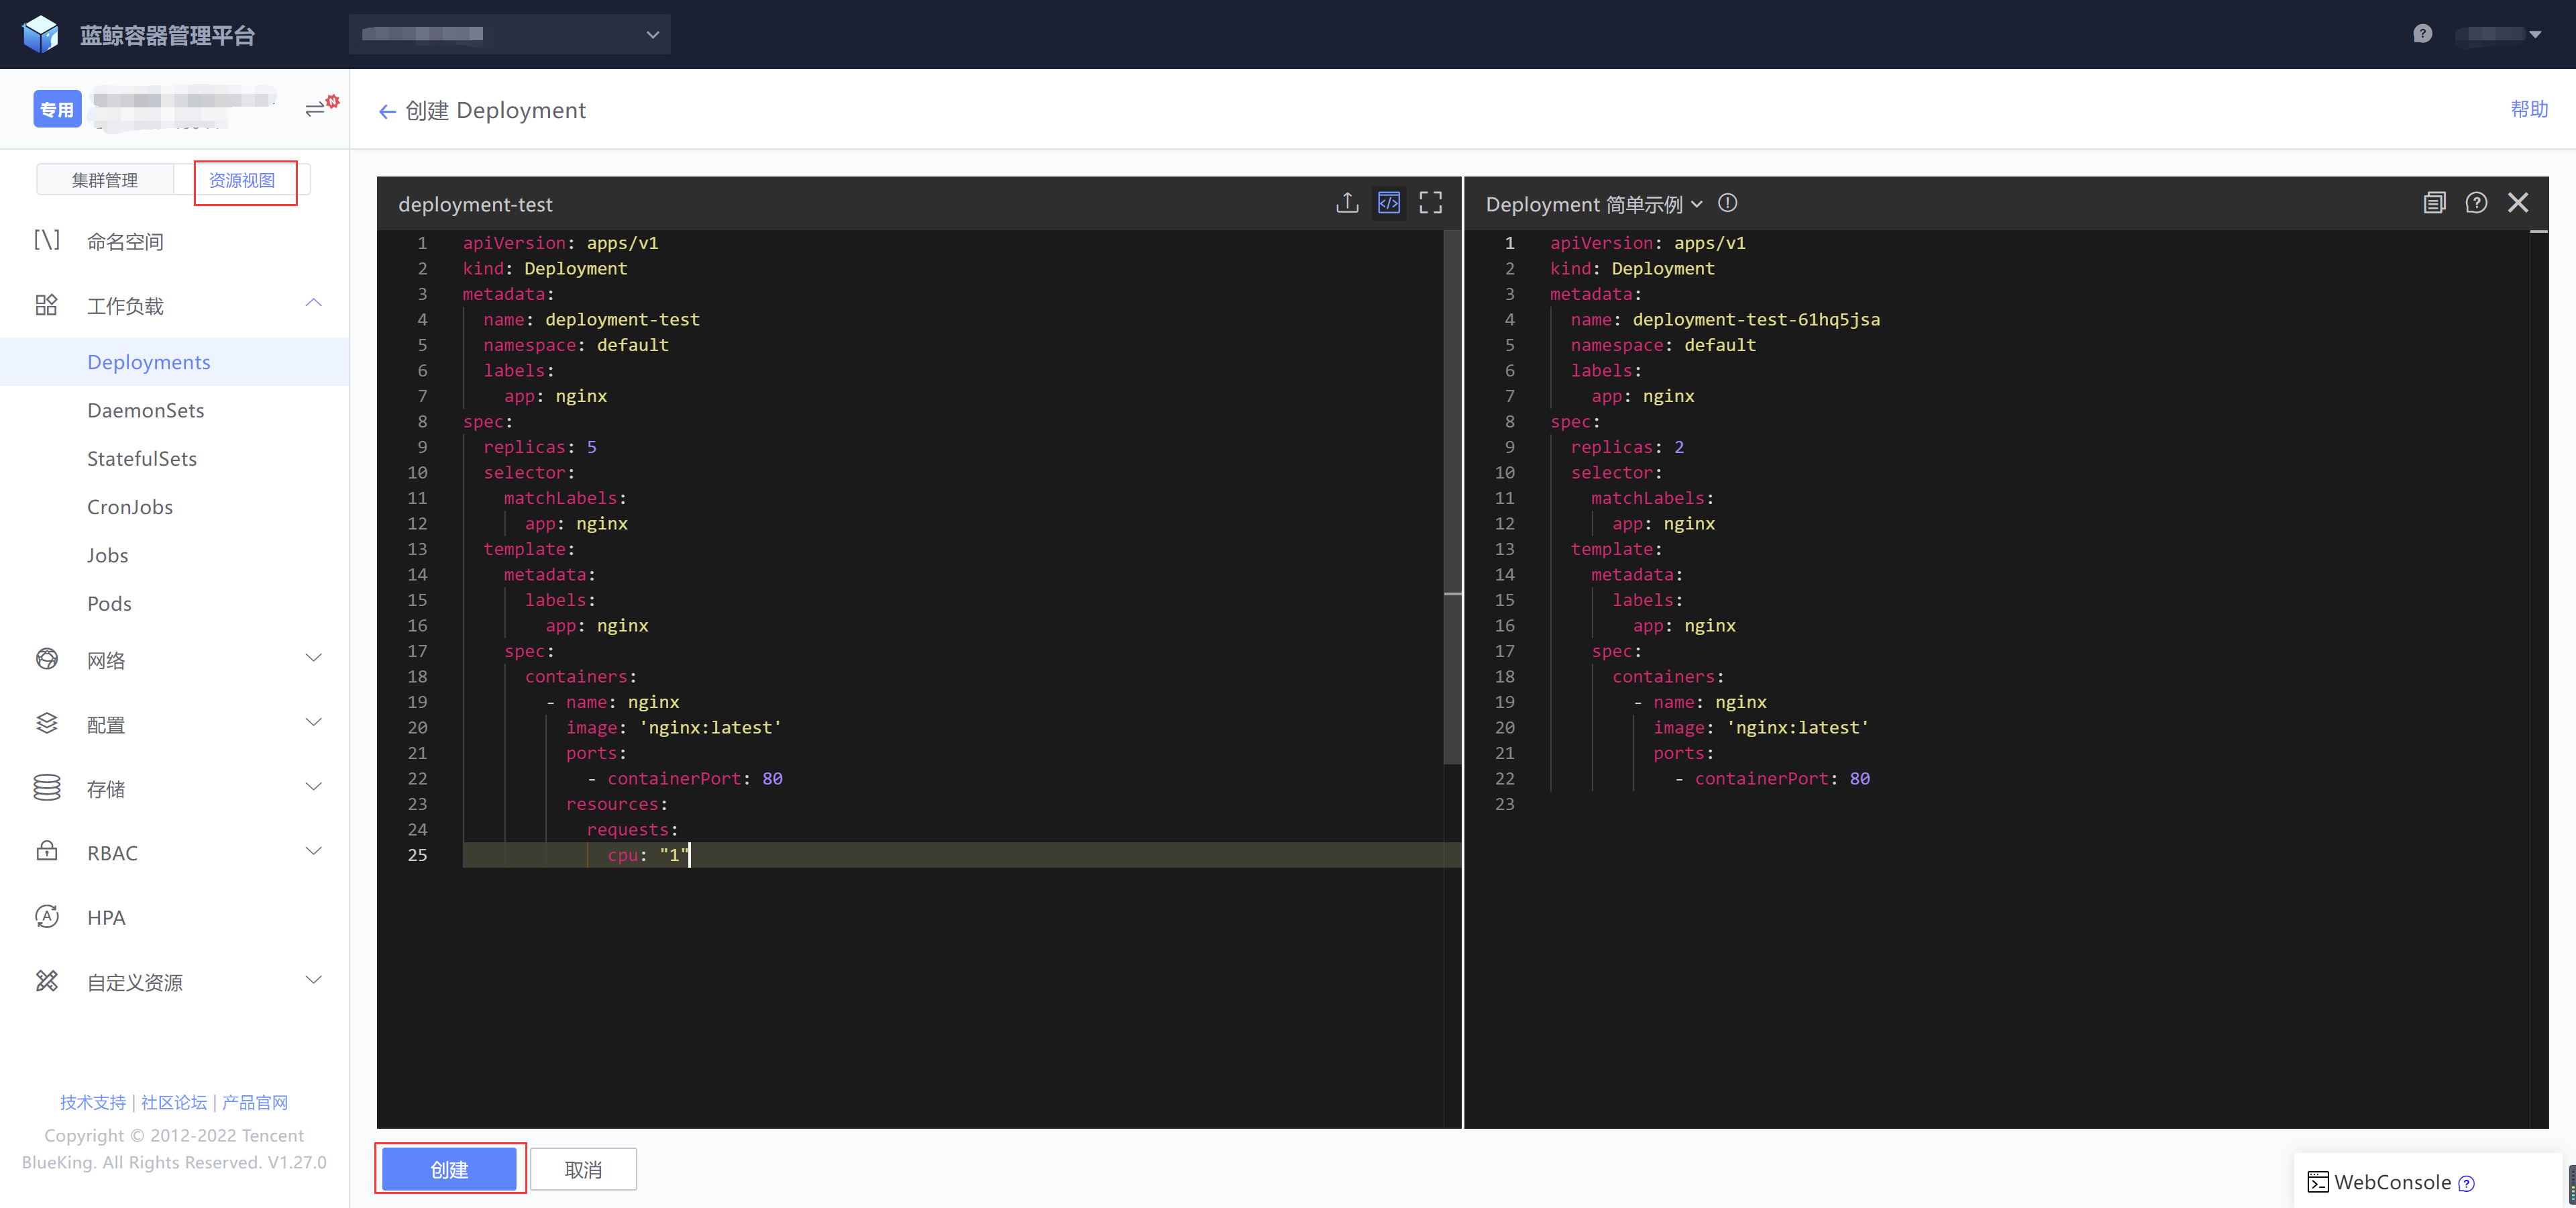 蓝鲸容器管理平台
专用
集群管理
资源视图
命名空间
工作负载
Deployments
DaemonSets
StatefulSets
CronJobs
Jobs
Pods
网络
配置
存储
RBAC
HPA
自定义资源
技术支持 | 社区论坛 | 产品官网
Copyright © 2012-2022 Tencent
BlueKing. All Rights Reserved. V1.27.0
创建 Deployment
帮助
deployment-test
1 apiVersion: apps/v1
2 kind: Deployment
3 metadata:
4 name: deployment-test
5 namespace: default
6 labels:
7 app: nginx
8 spec:
9 replicas: 5
10 selector:
11 matchLabels:
12 app: nginx
13 template:
14 metadata:
15 labels:
16 app: nginx
17 spec:
18 containers:
19 - name: nginx
20 image: 'nginx:latest'
21 ports:
22 - containerPort: 80
23 resources:
24 requests:
25 cpu: "1"
Deployment 简单示例
1 apiVersion: apps/v1
2 kind: Deployment
3 metadata:
4 name: deployment-test-61hq5jsa
5 namespace: default
6 labels:
7 app: nginx
8 spec:
9 replicas: 2
10 selector:
11 matchLabels:
12 app: nginx
13 template:
14 metadata:
15 labels:
16 app: nginx
17 spec:
18 containers:
19 - name: nginx
20 image: 'nginx:latest'
21 ports:
22 - containerPort: 80
23
创建
取消
WebConsole